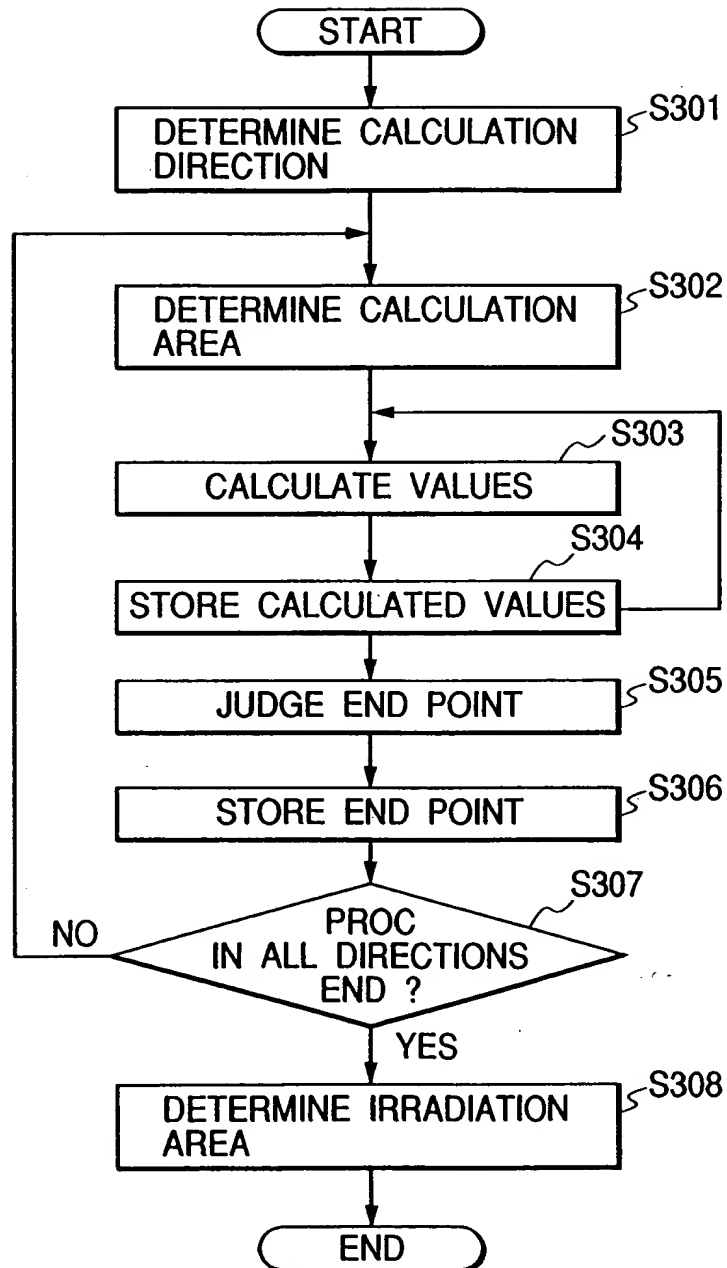 START
S301
DETERMINE CALCULATION
DIRECTION
S302
DETERMINE CALCULATION
AREA
S303
CALCULATE VALUES
S304
STORE CALCULATED VALUES
S305
JUDGE END POINT
S306
STORE END POINT
S307
NO
PROC
IN ALL DIRECTIONS
END ?
YES
S308
DETERMINE IRRADIATION
AREA
END